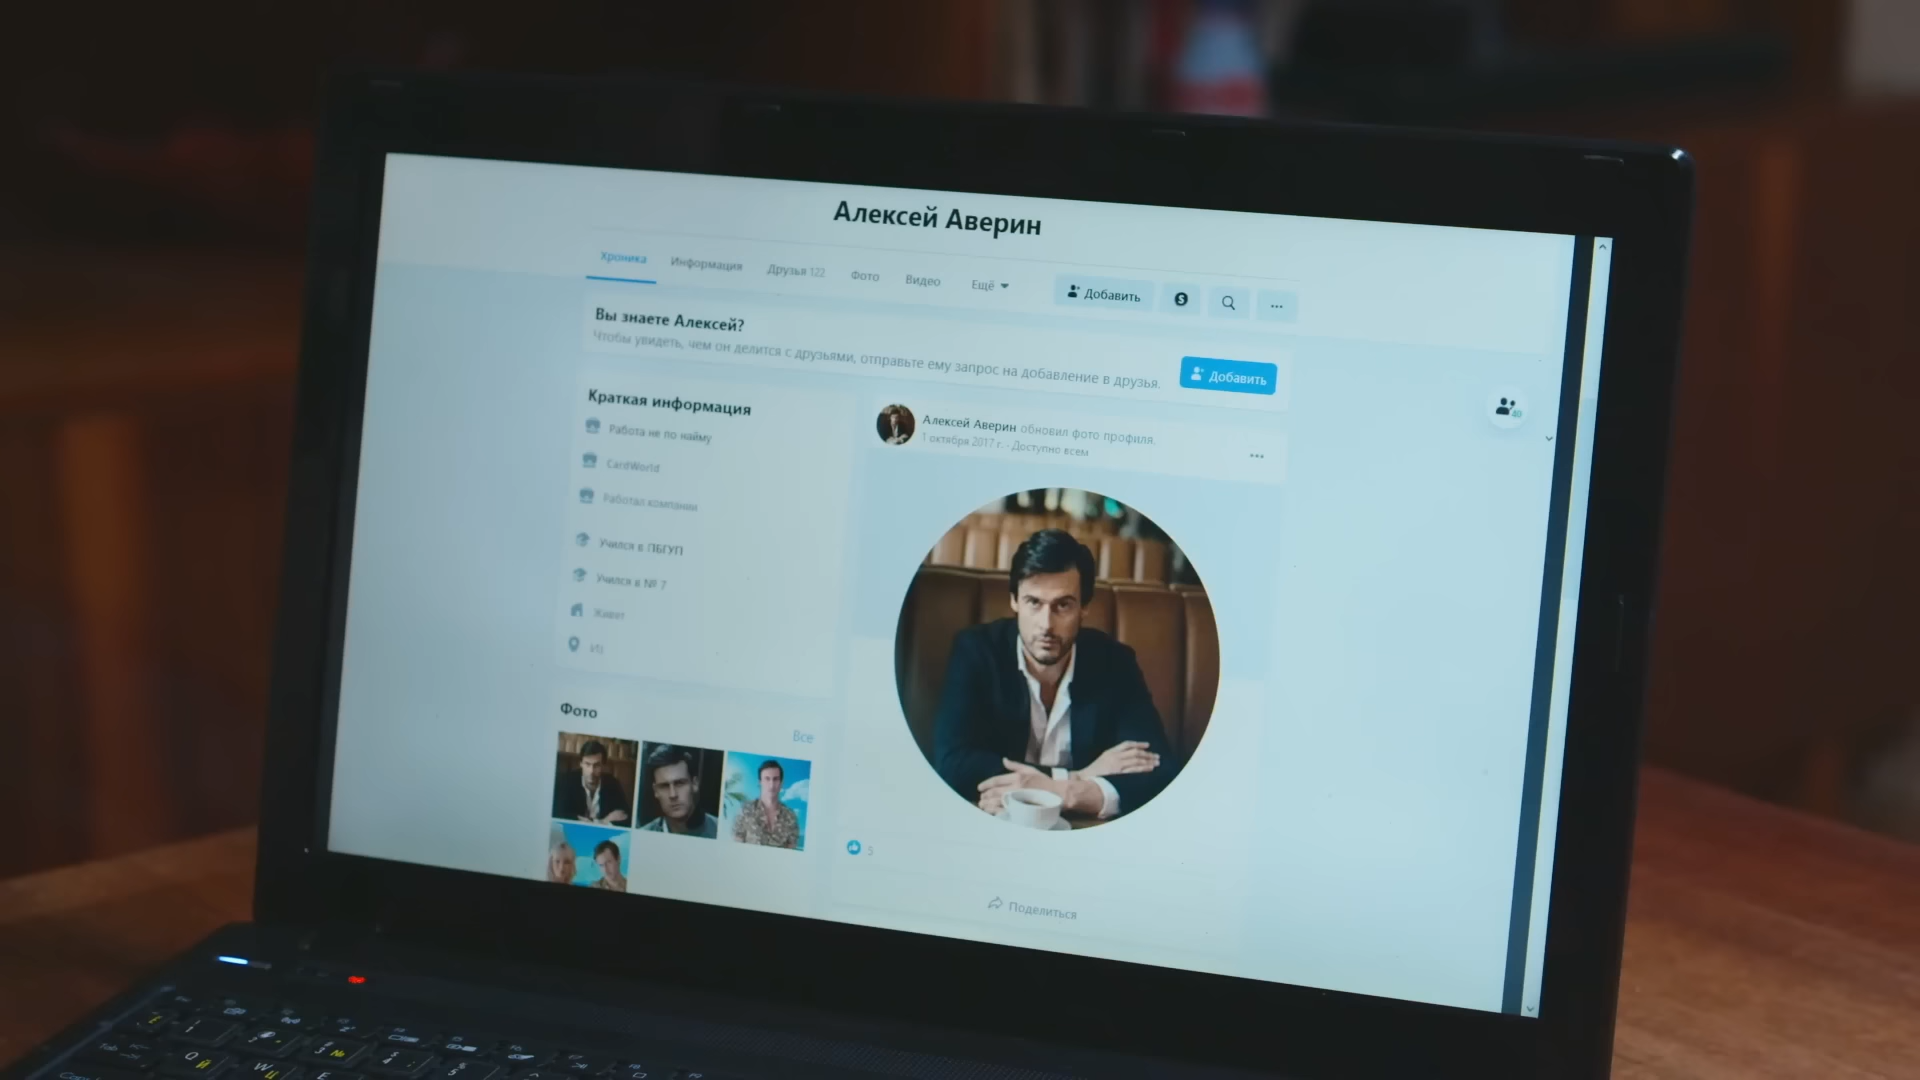 Алексей Аверин
Хроника Информация Друзья 122 Фото Видео Ещё
Добавить
Вы знаете Алексей?
Чтобы увидеть, чем он делится с друзьями, отправьте ему запрос на добавление в друзья.
Добавить
40
Краткая информация
Работа не по найму
CardWorld
Работал компании
Учился в ПБГУП
Учился в № 7
Живет
Алексей Аверин обновил фото профиля.
1 октября 2017 г. - Доступно всем
Фото
Все
5
Поделиться